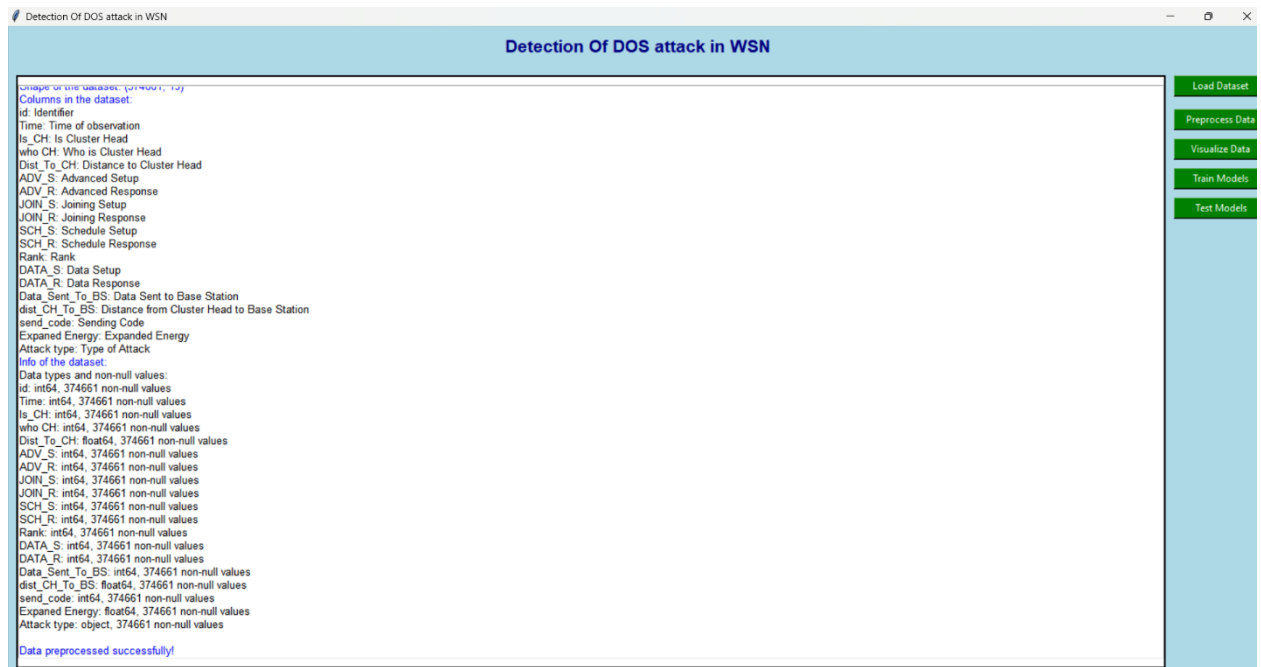 Detection Of DOS attack in WSN
Detection Of DOS attack in WSN
Shape of the dataset: (374661, 19)
Columns in the dataset:
id: Identifier
Time: Time of observation
Is_CH: Is Cluster Head
who CH: Who is Cluster Head
Dist_To_CH: Distance to Cluster Head
ADV_S: Advanced Setup
ADV_R: Advanced Response
JOIN_S: Joining Setup
JOIN_R: Joining Response
SCH_S: Schedule Setup
SCH_R: Schedule Response
Rank: Rank
DATA_S: Data Setup
DATA_R: Data Response
Data_Sent_To_BS: Data Sent to Base Station
dist_CH_To_BS: Distance from Cluster Head to Base Station
send_code: Sending Code
Expaned Energy: Expanded Energy
Attack type: Type of Attack
Info of the dataset:
Data types and non-null values:
id: int64, 374661 non-null values
Time: int64, 374661 non-null values
Is_CH: int64, 374661 non-null values
who CH: int64, 374661 non-null values
Dist_To_CH: float64, 374661 non-null values
ADV_S: int64, 374661 non-null values
ADV_R: int64, 374661 non-null values
JOIN_S: int64, 374661 non-null values
JOIN_R: int64, 374661 non-null values
SCH_S: int64, 374661 non-null values
SCH_R: int64, 374661 non-null values
Rank: int64, 374661 non-null values
DATA_S: int64, 374661 non-null values
DATA_R: int64, 374661 non-null values
Data_Sent_To_BS: int64, 374661 non-null values
dist_CH_To_BS: float64, 374661 non-null values
send_code: int64, 374661 non-null values
Expaned Energy: float64, 374661 non-null values
Attack type: object, 374661 non-null values
Data preprocessed successfully!
Load Dataset
Preprocess Data
Visualize Data
Train Models
Test Models